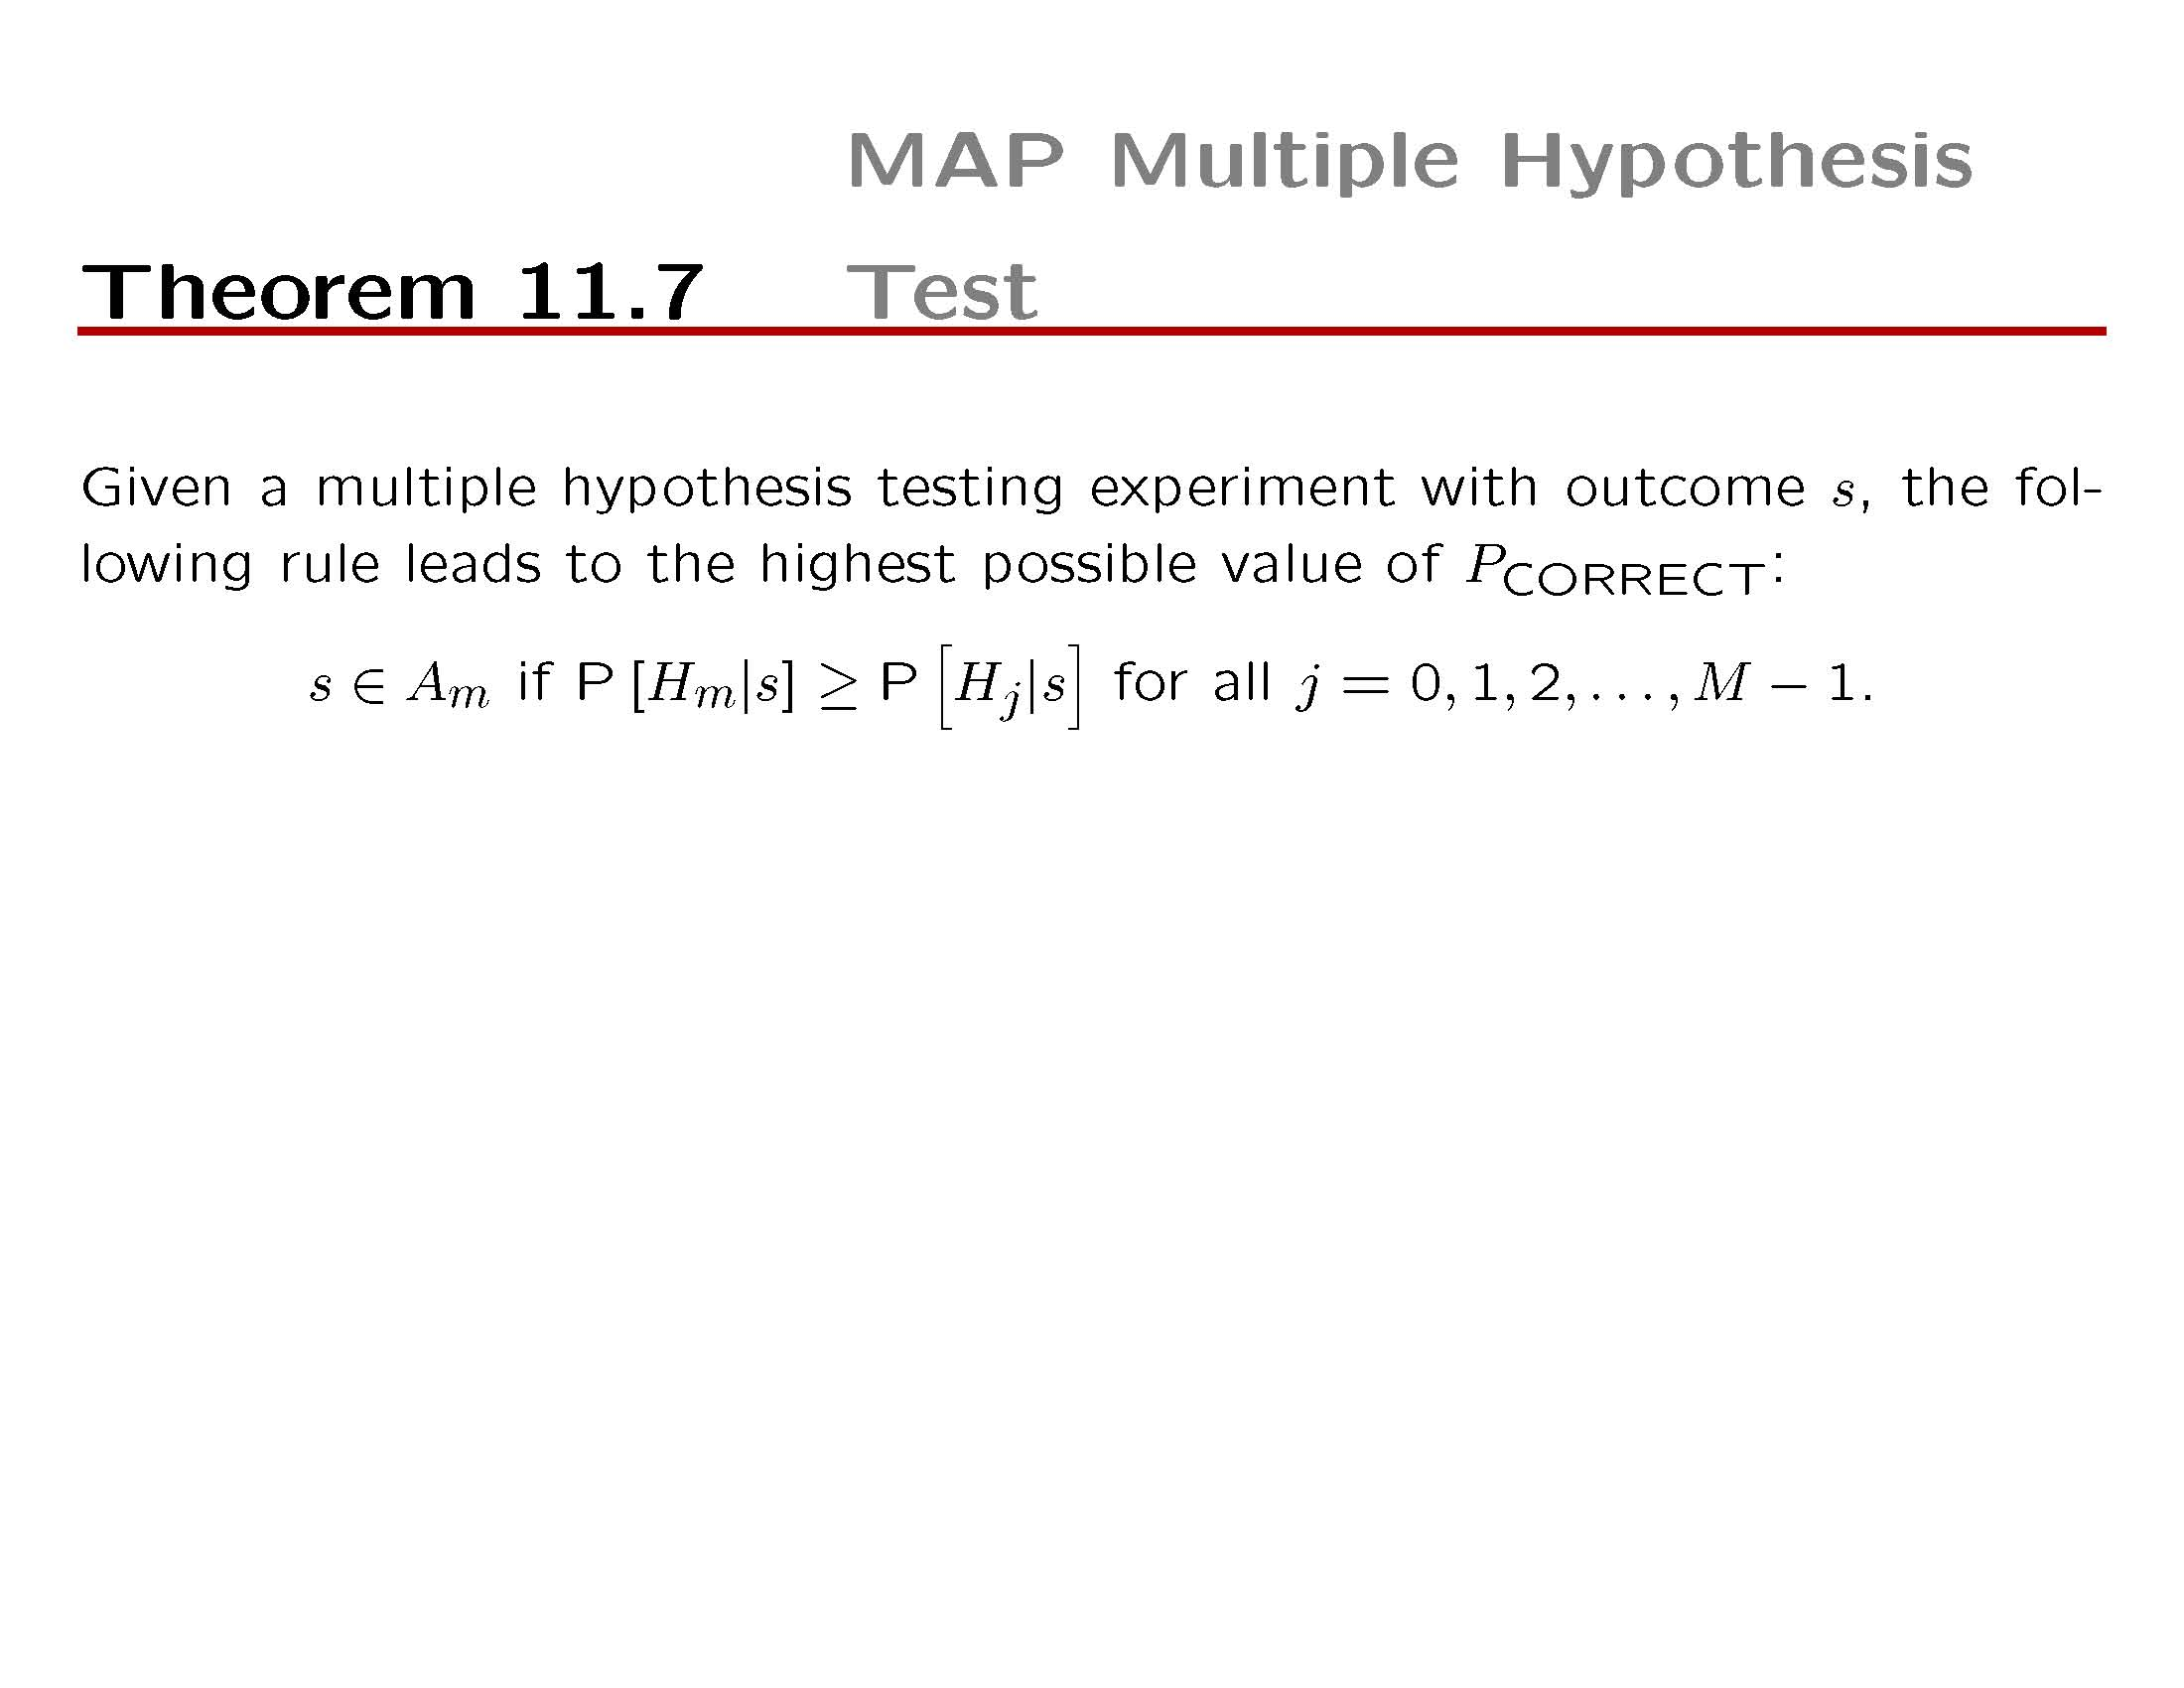 MAP Multiple Hypothesis
Theorem 11.7 Test
Given a multiple hypothesis testing experiment with outcome s, the fol-
lowing rule leads to the highest possible value of P_CORRECT:
s ∈ A_m if P [H_m|s] ≥ P [H_j|s] for all j = 0, 1, 2, . . . , M − 1.